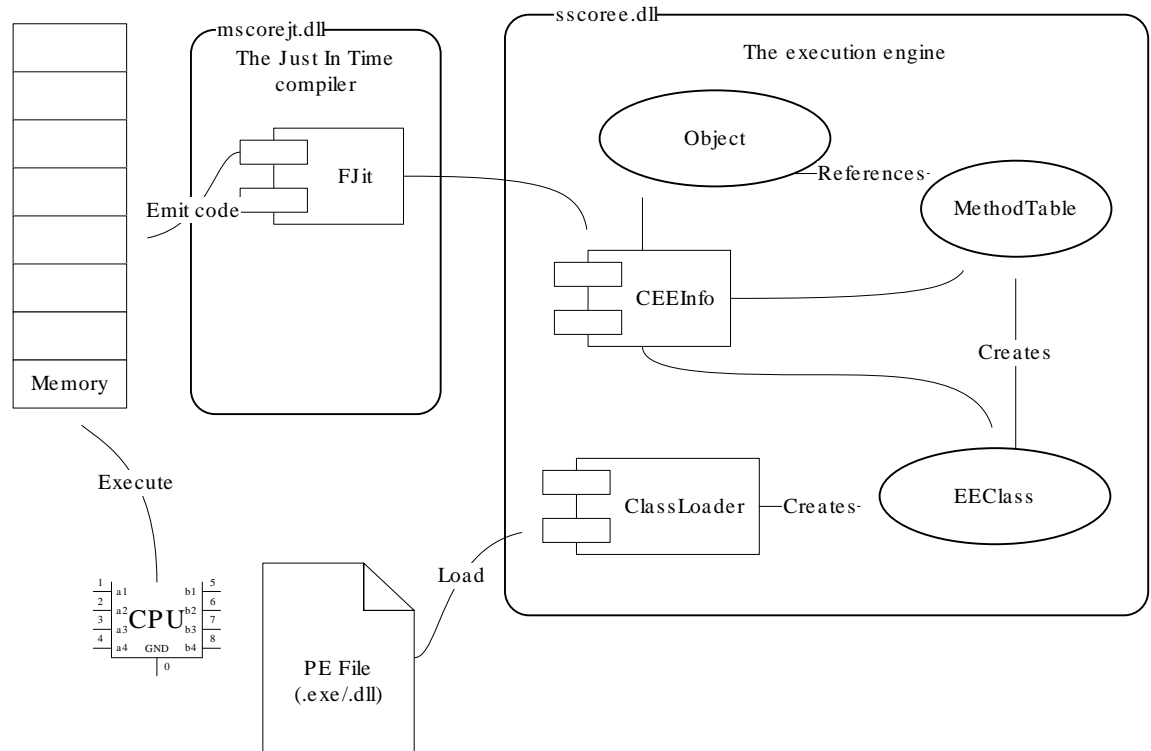 sscoree.dll
mscorejt.dll
The Just In Time
compiler
The execution engine
Object
FJit
References
MethodTable
Emit code
CEEInfo
Creates
Memory
Execute
ClassLoader
Creates
EEClass
Load
1
2
3
4
a1
a2
a3
a4
CPU
GND
0
b1
b2
b3
b4
5
6
7
8
PE File
(.exe/.dll)